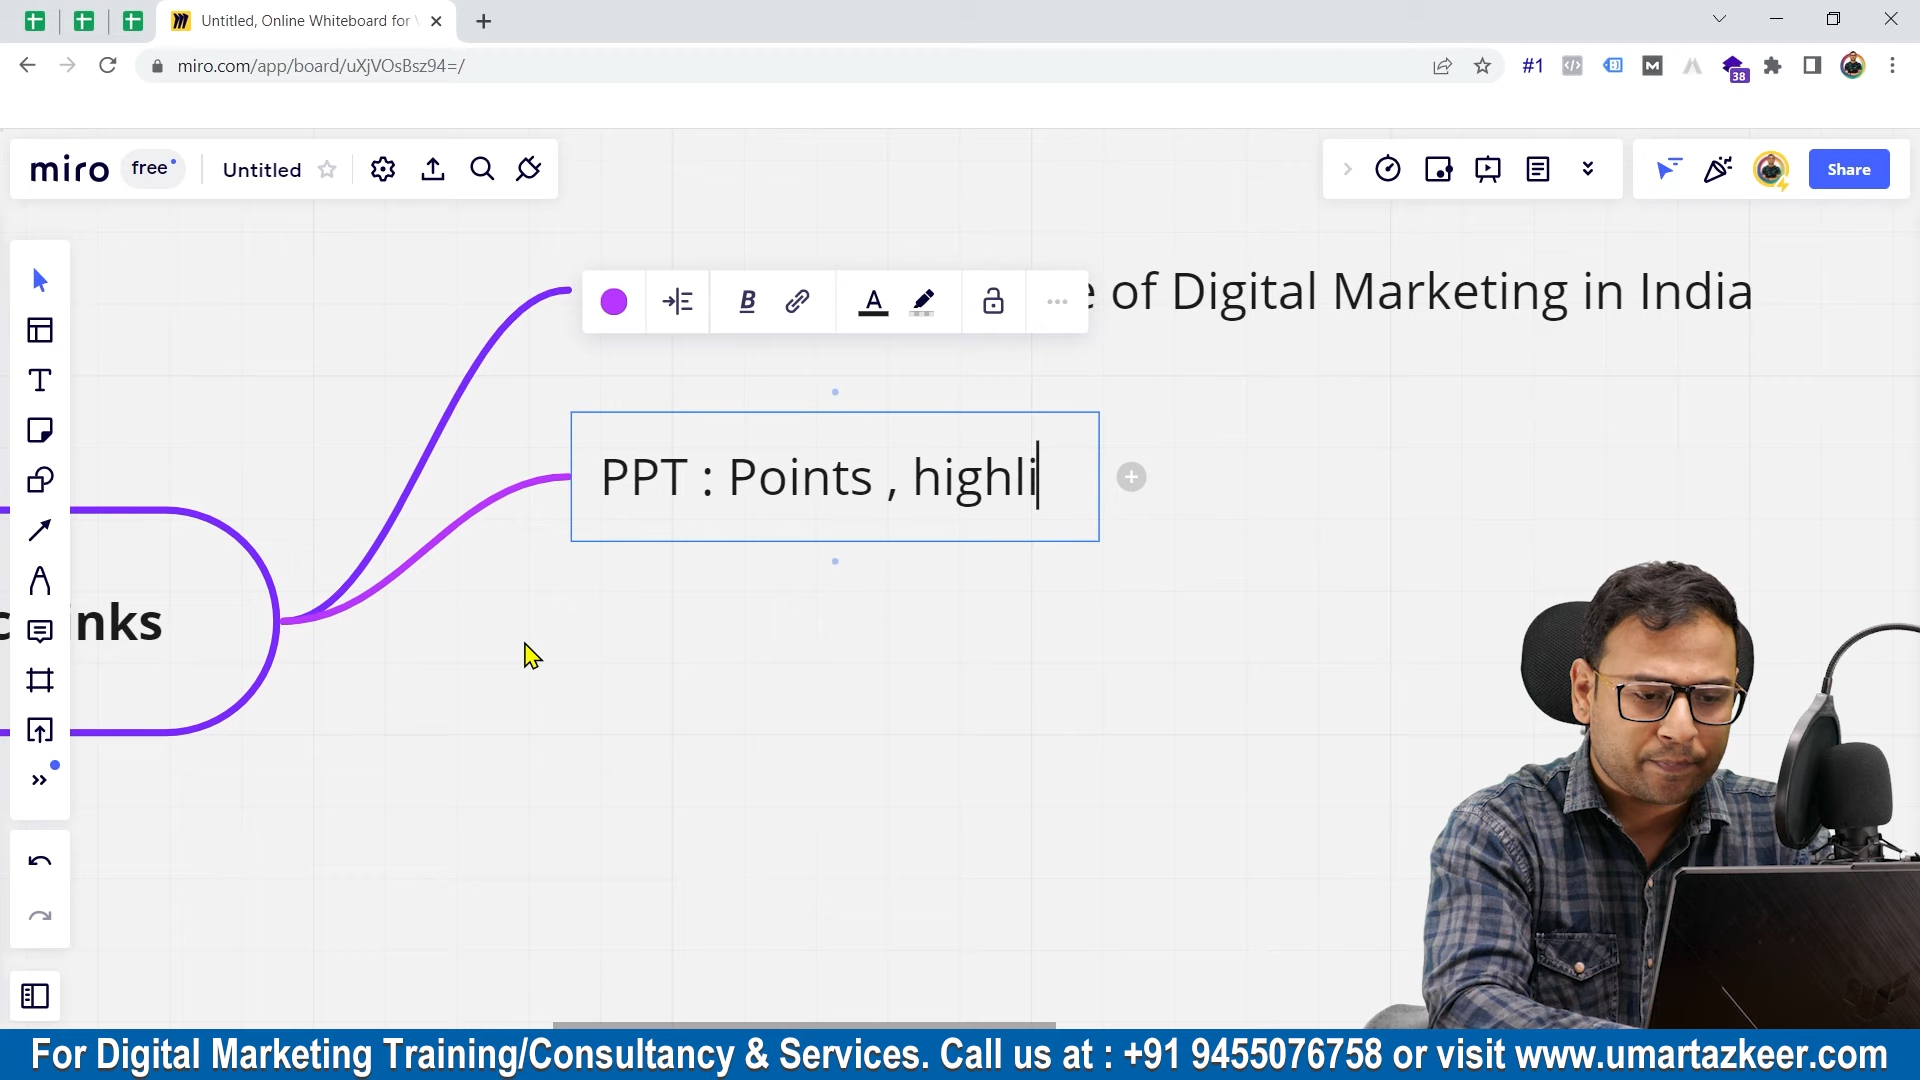 Untitled, Online Whiteboard for
miro.com/app/board/uXjVOsBsz94=/
#1
38
miro
free
Untitled
Share
B
A
of Digital Marketing in India
PPT : Points , highli
nks
For Digital Marketing Training/Consultancy & Services. Call us at : +91 9455076758 or visit www.umartazkeer.com